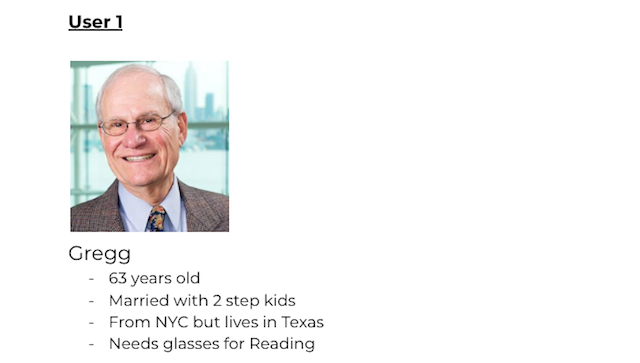 User 1
Gregg
- 63 years old
- Married with 2 step kids
- From NYC but lives in Texas
- Needs glasses for Reading